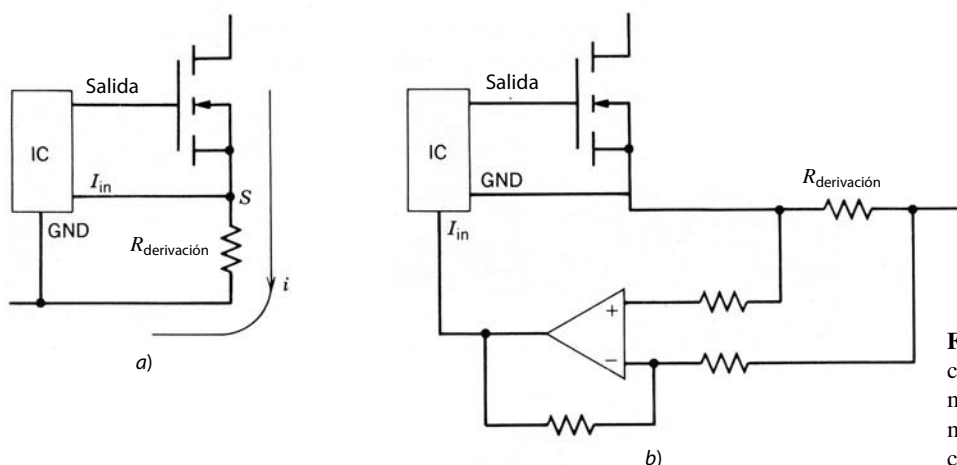 Salida
IC
I_in
S
GND
R_derivación
i
a)
Salida
IC
GND
R_derivación
I_in
+
−
b)
F
c
m
m
c